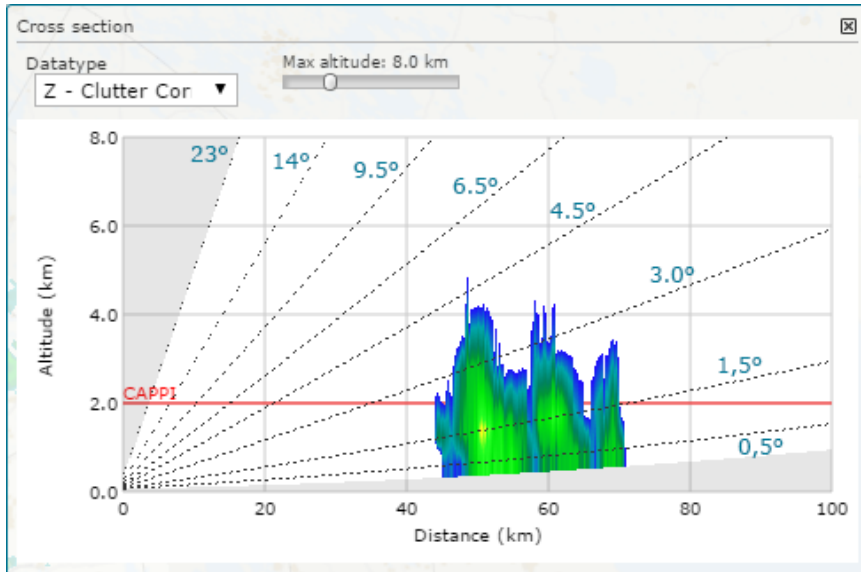 Cross section
Datatype
Max altitude: 8.0 km
Z - Clutter Cor
8.0
6.0
4.0
2.0
0.0
Altitude (km)
23º
14º
9.5º
6.5º
4.5º
3.0º
1,5º
0,5º
CAPPI
0
20
40
60
80
100
Distance (km)